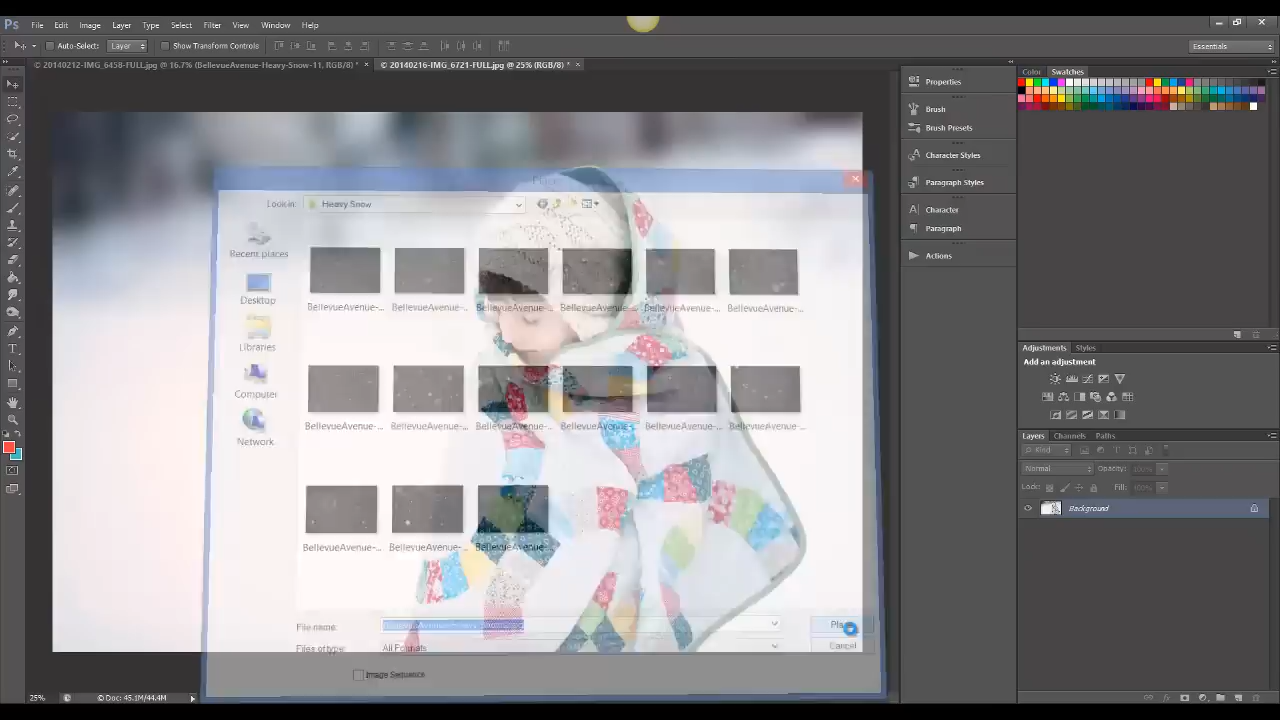 Ps File Edit Image Layer Type Select Filter View Window Help
Auto-Select: Layer Show Transform Controls Essentials
© 20140212-IMG_6458-FULL.jpg @ 16.7% (BellevueAvenue-Heavy-Snow-11, RGB/8) * × © 20140216-IMG_6721-FULL.jpg @ 25% (RGB/8) * ×
Color Swatches
Properties
Brush
Brush Presets
Character Styles
Paragraph Styles
Character
Paragraph
Actions
Look in: Heavy Snow
Recent places
Desktop
Libraries
Computer
Network
BellevueAvenue-... BellevueAvenue-... BellevueAvenue-... BellevueAvenue-... BellevueAvenue-... BellevueAvenue-...
BellevueAvenue-... BellevueAvenue-... BellevueAvenue-... BellevueAvenue-... BellevueAvenue-... BellevueAvenue-...
BellevueAvenue-... BellevueAvenue-... BellevueAvenue-...
File name:
Files of type: All Formats
Cancel
Image Sequence
Adjustments Styles
Add an adjustment
Layers Channels Paths
Kind
Normal Opacity: 100%
Lock: Fill: 100%
Background
25% © Doc: 45.1M/44.4M